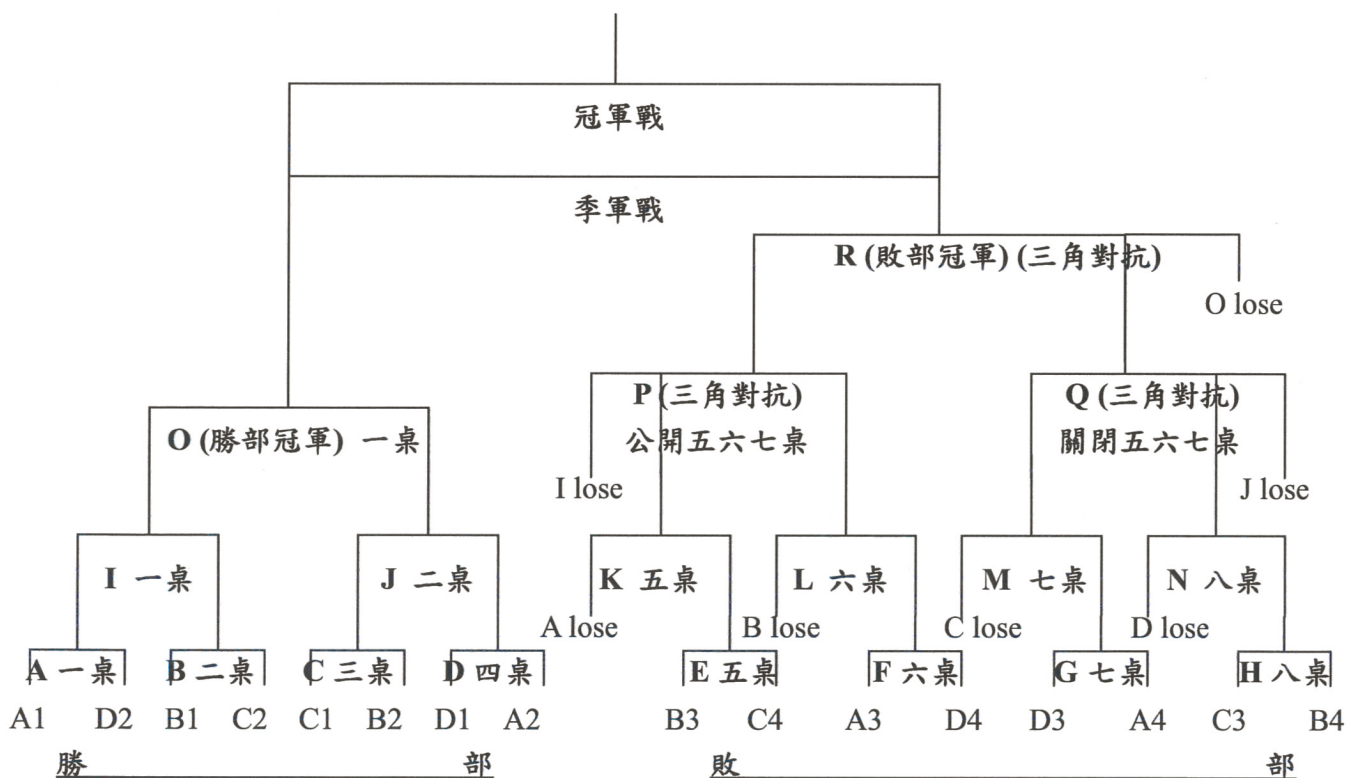 冠軍戰
季軍戰
R (敗部冠軍) (三角對抗)
O lose
P (三角對抗) Q (三角對抗)
O (勝部冠軍) 一桌 公開五六七桌 關閉五六七桌
I lose J lose
I 一桌 J 二桌 K 五桌 L 六桌 M 七桌 N 八桌
A lose B lose C lose D lose
A 一桌 B 二桌 C 三桌 D 四桌 E 五桌 F 六桌 G 七桌 H 八桌
A1 D2 B1 C2 C1 B2 D1 A2 B3 C4 A3 D4 D3 A4 C3 B4
勝 部 敗 部